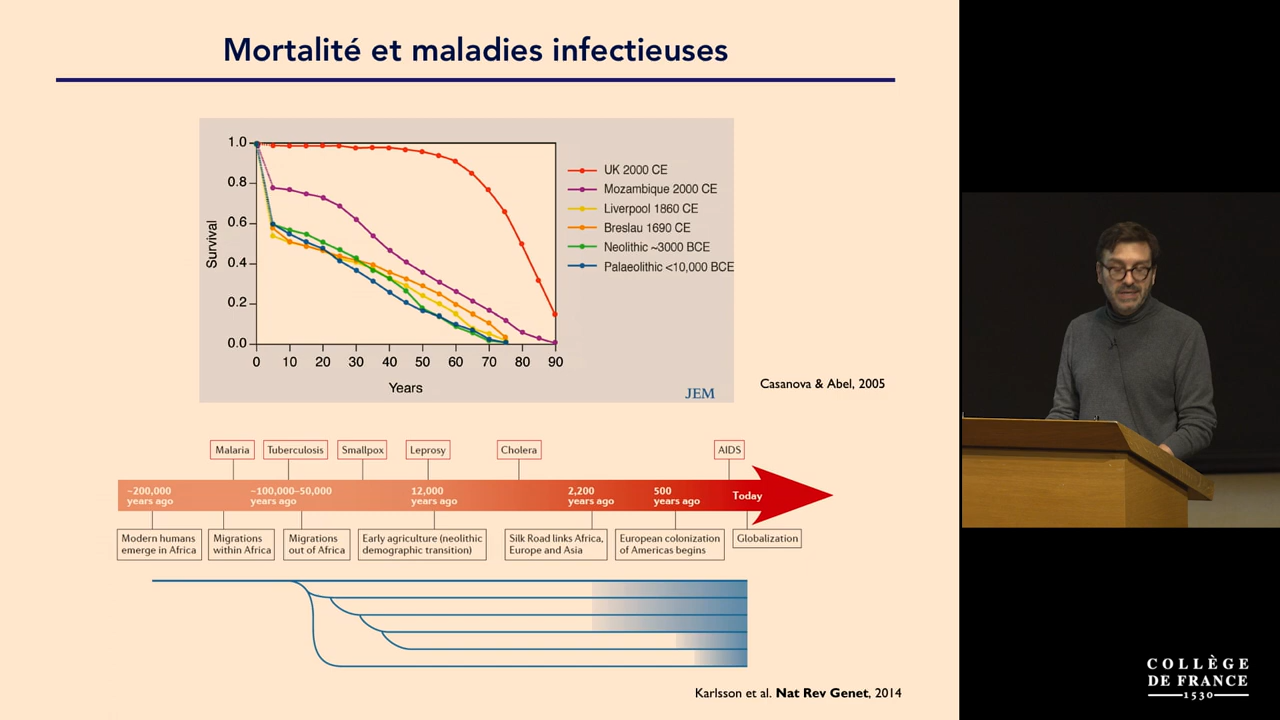 Mortalité et maladies infectieuses
1.0
0.8
0.6
0.4
0.2
0.0
Survival
0 10 20 30 40 50 60 70 80 90
Years
UK 2000 CE
Mozambique 2000 CE
Liverpool 1860 CE
Breslau 1690 CE
Neolithic ~3000 BCE
Palaeolithic <10,000 BCE
JEM
Casanova & Abel, 2005
Malaria
Tuberculosis
Smallpox
Leprosy
Cholera
AIDS
~200,000
years ago
~100,000–50,000
years ago
12,000
years ago
2,200
years ago
500
years ago
Today
Modern humans
emerge in Africa
Migrations
within Africa
Migrations
out of Africa
Early agriculture (neolithic
demographic transition)
Silk Road links Africa,
Europe and Asia
European colonization
of Americas begins
Globalization
Karlsson et al. Nat Rev Genet, 2014
COLLÈGE
DE FRANCE
1530